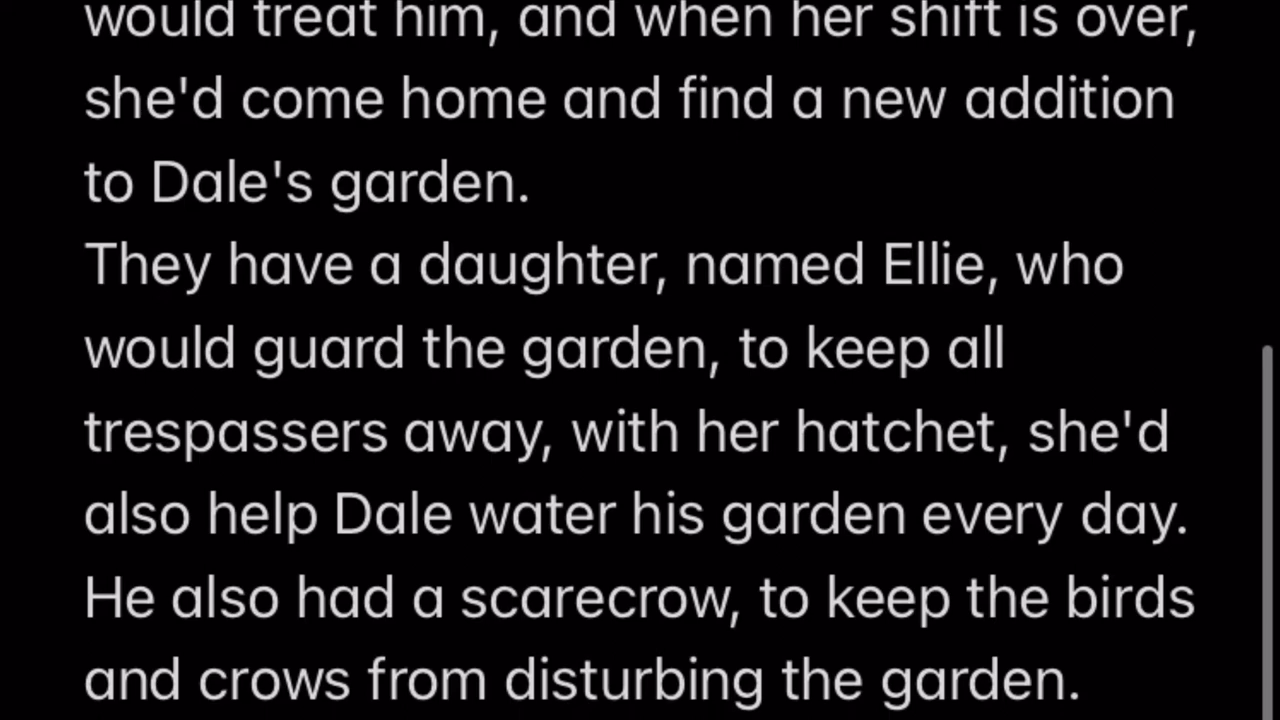 would treat him, and when her shift is over,
she'd come home and find a new addition
to Dale's garden.
They have a daughter, named Ellie, who
would guard the garden, to keep all
trespassers away, with her hatchet, she'd
also help Dale water his garden every day.
He also had a scarecrow, to keep the birds
and crows from disturbing the garden.